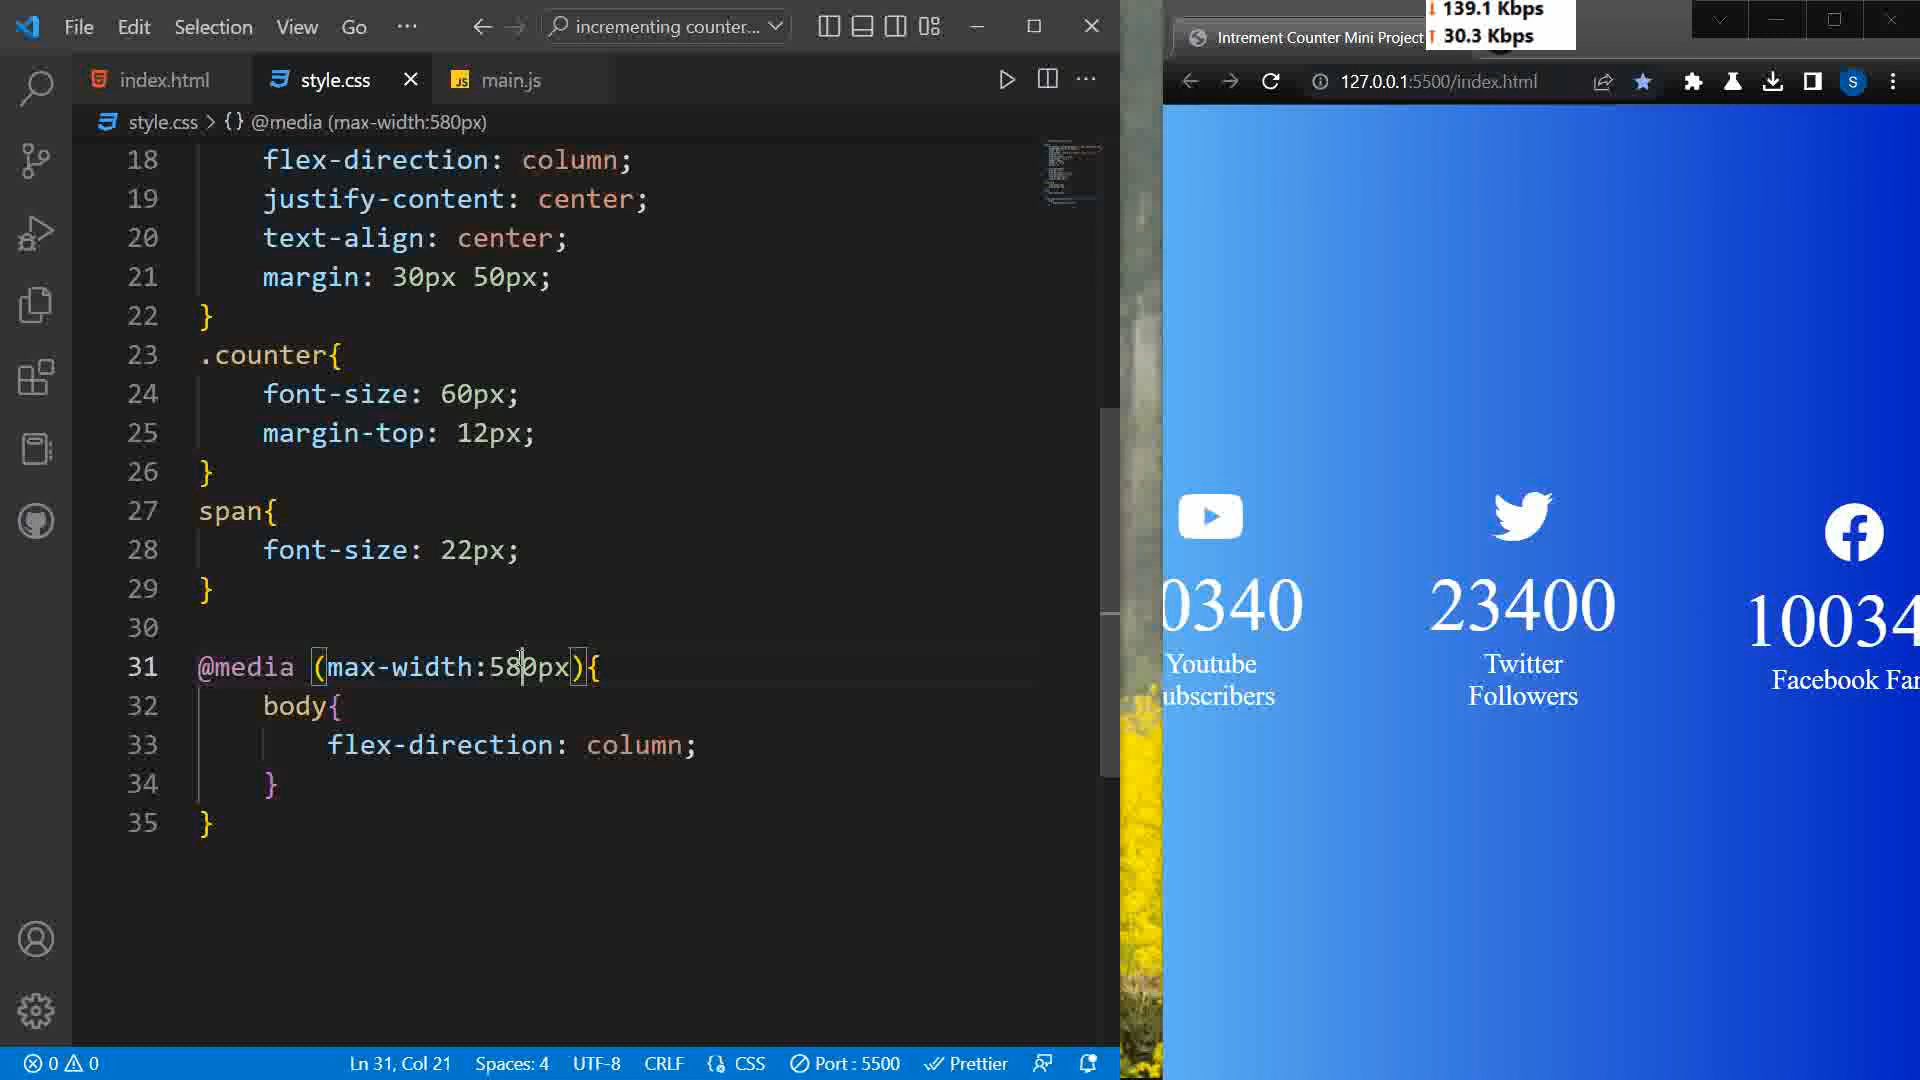 File Edit Selection View Go ··· incrementing counter...
index.html style.css main.js
style.css > {} @media (max-width:580px)
18 flex-direction: column;
19 justify-content: center;
20 text-align: center;
21 margin: 30px 50px;
22 }
23 .counter{
24 font-size: 60px;
25 margin-top: 12px;
26 }
27 span{
28 font-size: 22px;
29 }
30
31 @media (max-width:580px){
32 body{
33 flex-direction: column;
34 }
35 }
0 0 Ln 31, Col 21 Spaces: 4 UTF-8 CRLF {} CSS Port : 5500 Prettier
139.1 Kbps
30.3 Kbps
Intrement Counter Mini Project
127.0.0.1:5500/index.html S
0340
Youtube
ubscribers
23400
Twitter
Followers
10034
Facebook Fan